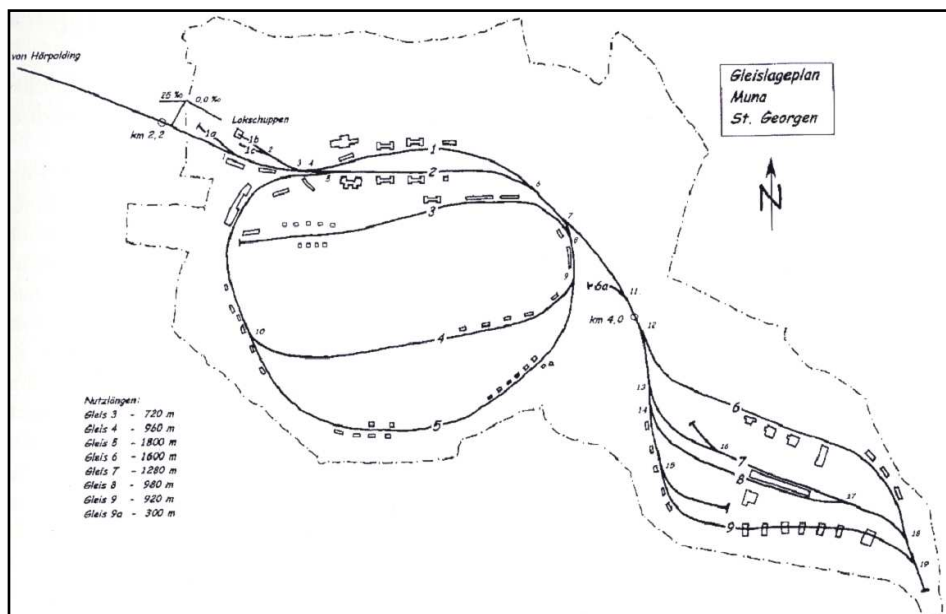 von Hörpolding
Gleislageplan
Muna
St. Georgen
25 ‰
0,0 ‰
Lokschuppen
km 2,2
1a
1b
1c
2
3
4
5
1
2
3
6
7
8
9
N
6a
11
km 4,0
12
10
4
5
13
14
15
6
16
7
8
17
9
18
19
Nutzlängen:
Gleis 3 - 720 m
Gleis 4 - 960 m
Gleis 5 - 1800 m
Gleis 6 - 1600 m
Gleis 7 - 1280 m
Gleis 8 - 980 m
Gleis 9 - 920 m
Gleis 9a - 300 m